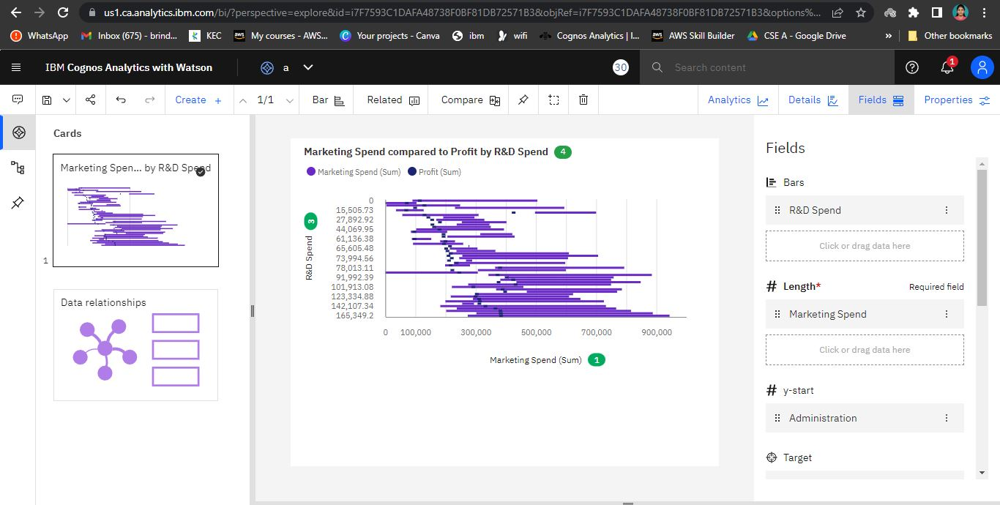 us1.ca.analytics.ibm.com/bi/?perspective=explore&id=i7F7593C1DAFA48738F0BF81DB72571B3&objRef=i7F7593C1DAFA48738F0BF81DB72571B3&options%...
WhatsApp
Inbox (675) - brind...
KEC
aws My courses - AWS...
Your projects - Canva
ibm
wifi
Cognos Analytics | I...
aws AWS Skill Builder
CSE A - Google Drive
»
Other bookmarks
IBM Cognos Analytics with Watson
a
30
Search content
1
Create +
1/1
Bar
Related
Compare
Analytics
Details
Fields
Properties
Cards
Marketing Spen... by R&D Spend
1
Data relationships
Marketing Spend compared to Profit by R&D Spend 4
Marketing Spend (Sum) Profit (Sum)
R&D Spend 3
0
15,505.73
27,892.92
44,069.95
61,136.38
65,605.48
73,994.56
78,013.11
91,992.39
101,913.08
123,334.88
142,107.34
165,349.2
0 100,000 300,000 500,000 700,000 900,000
Marketing Spend (Sum) 1
Fields
Bars
R&D Spend
Click or drag data here
# Length* Required field
Marketing Spend
Click or drag data here
# y-start
Administration
Target